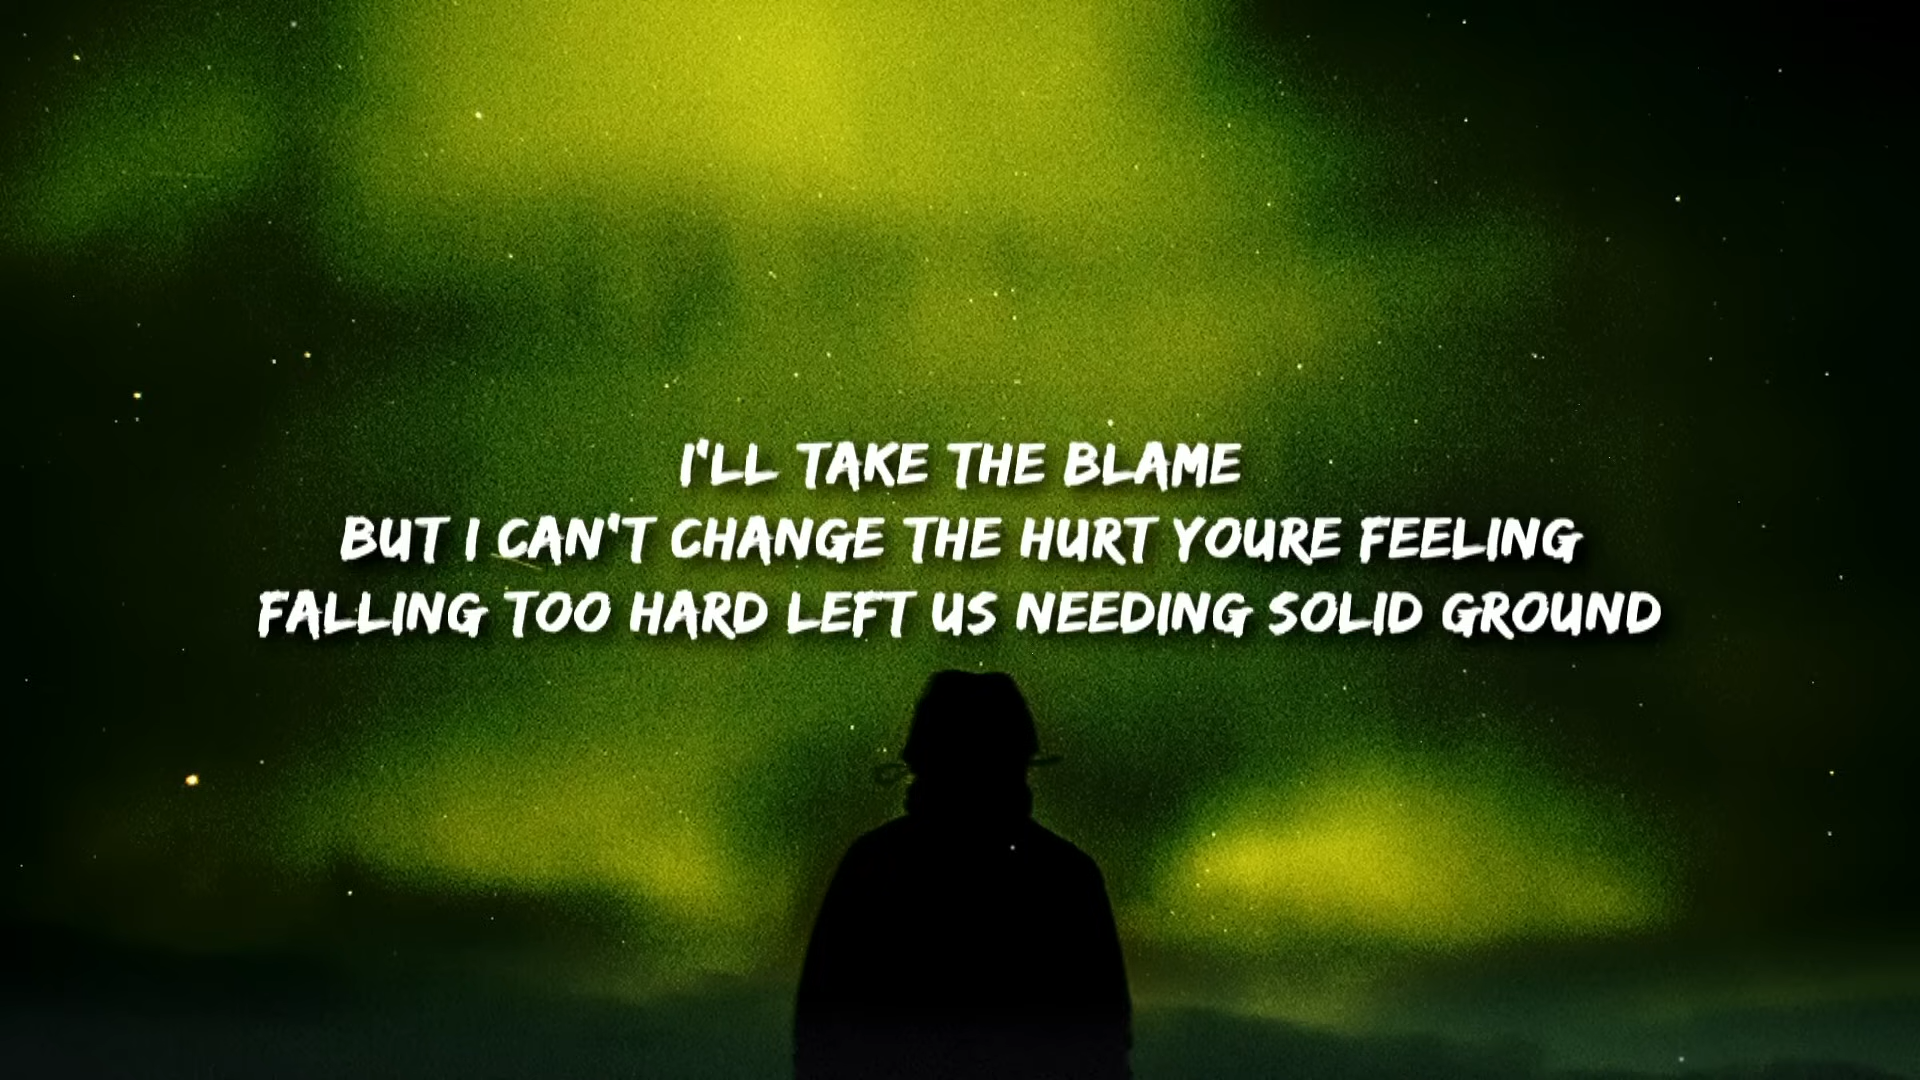 I'LL TAKE THE BLAME
BUT I CAN'T CHANGE THE HURT YOURE FEELING
FALLING TOO HARD LEFT US NEEDING SOLID GROUND